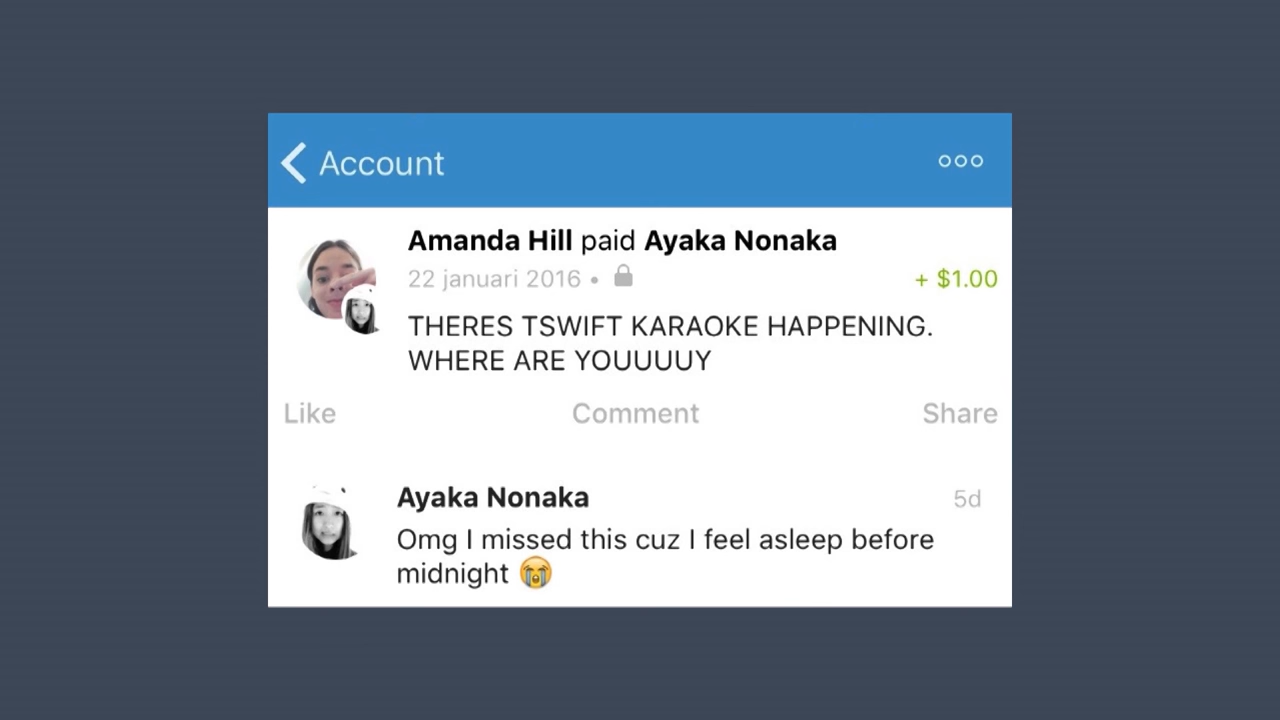 Account
Amanda Hill paid Ayaka Nonaka
22 januari 2016 •
+ $1.00
THERES TSWIFT KARAOKE HAPPENING.
WHERE ARE YOUUUUY
Like Comment Share
Ayaka Nonaka 5d
Omg I missed this cuz I feel asleep before
midnight 😭